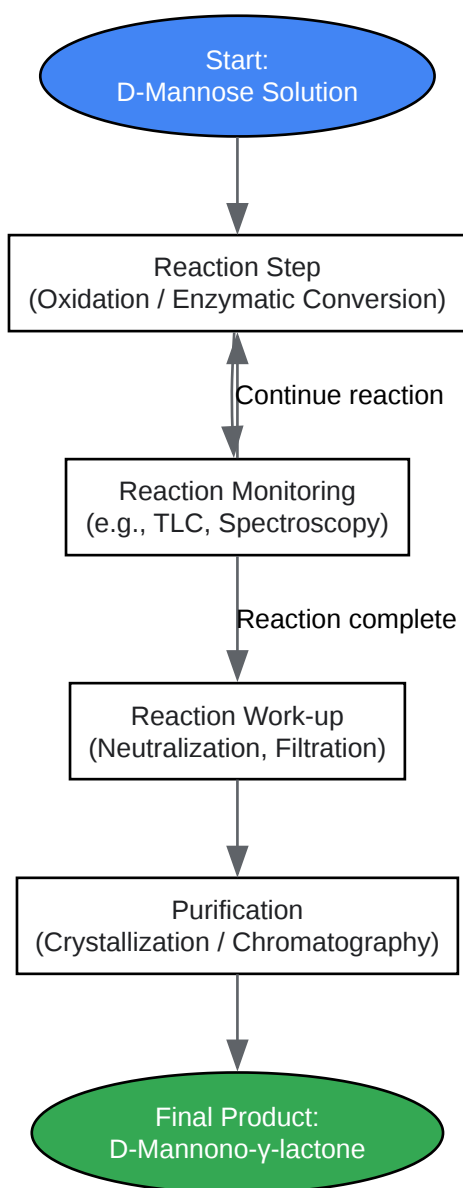 Start:
D-Mannose Solution
Reaction Step
(Oxidation / Enzymatic Conversion)
Continue reaction
Reaction Monitoring
(e.g., TLC, Spectroscopy)
Reaction complete
Reaction Work-up
(Neutralization, Filtration)
Purification
(Crystallization / Chromatography)
Final Product:
D-Mannono-γ-lactone